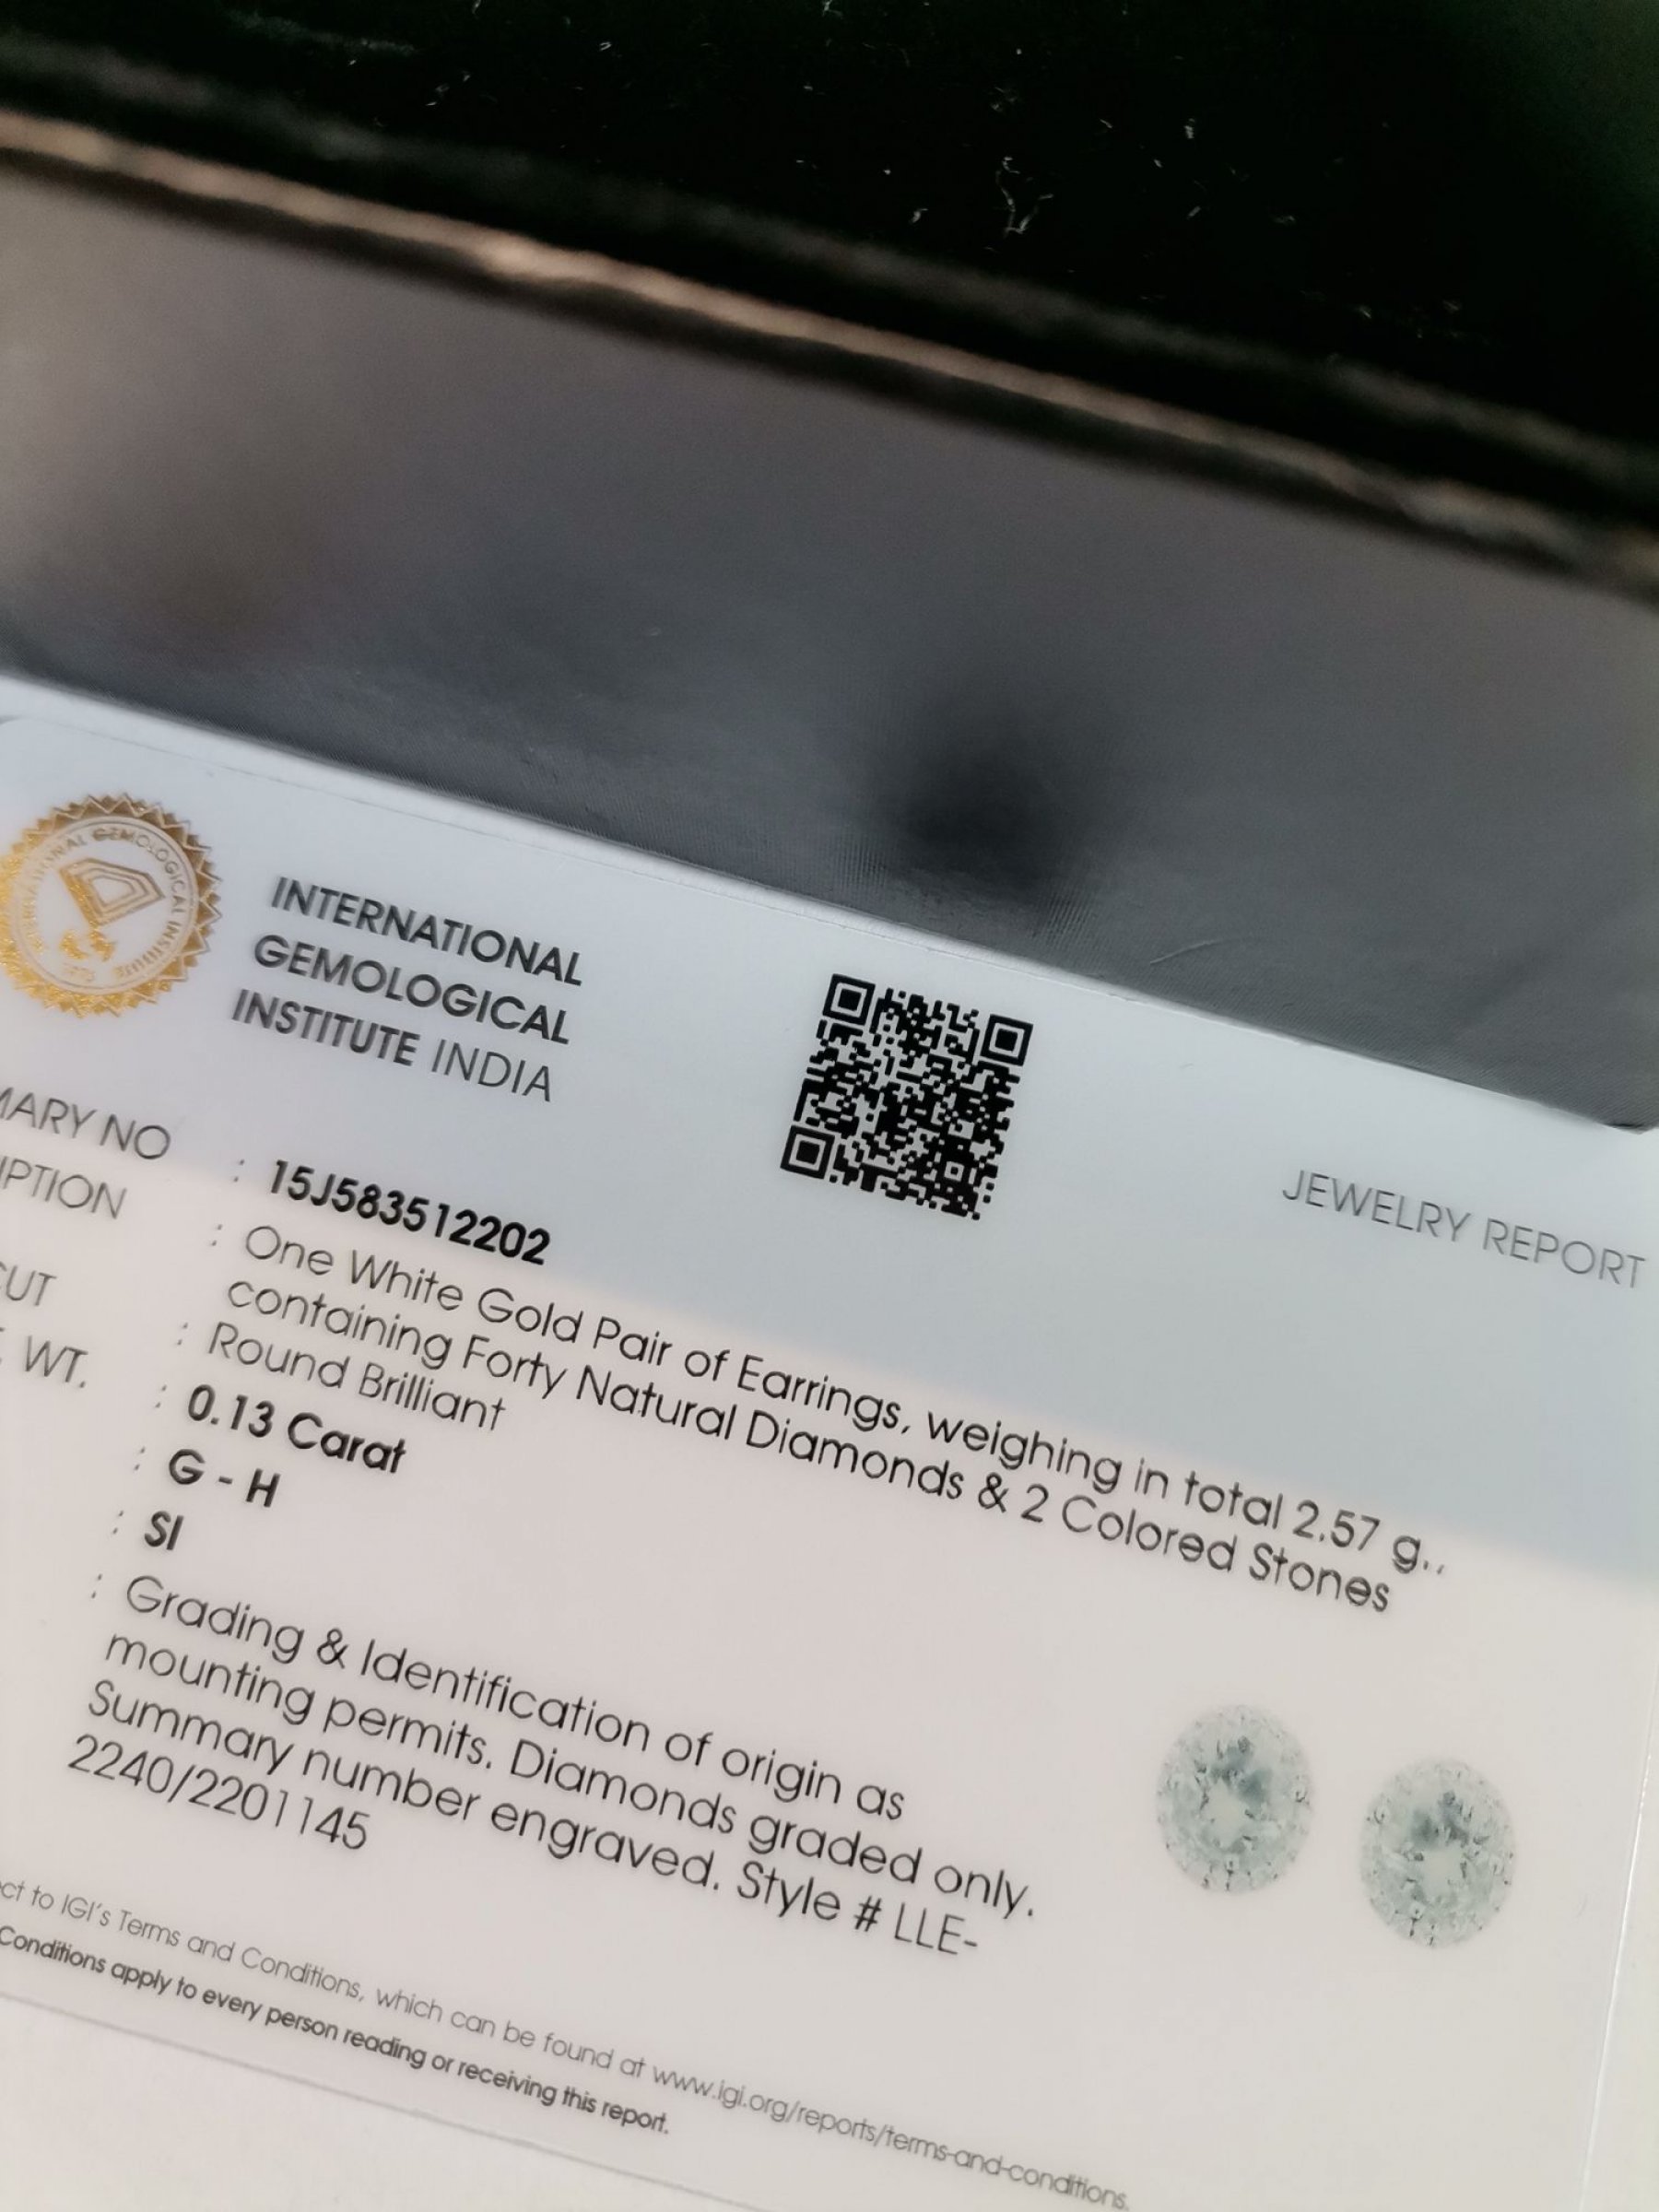 INTERNATIONAL
GEMOLOGICAL
INSTITUTE INDIA
JEWELRY REPORT
MARY NO : 15J583512202
IPTION : One White Gold Pair of Earrings, weighing in total 2.57 g.,
containing Forty Natural Diamonds & 2 Colored Stones
CUT : Round Brilliant
WT. : 0.13 Carat
: G - H
: SI
: Grading & Identification of origin as
mounting permits. Diamonds graded only.
Summary number engraved. Style # LLE-
2240/2201145
ct to IGI's Terms and Conditions, which can be found at www.igi.org/reports/terms-and-conditions.
Conditions apply to every person reading or receiving this report.